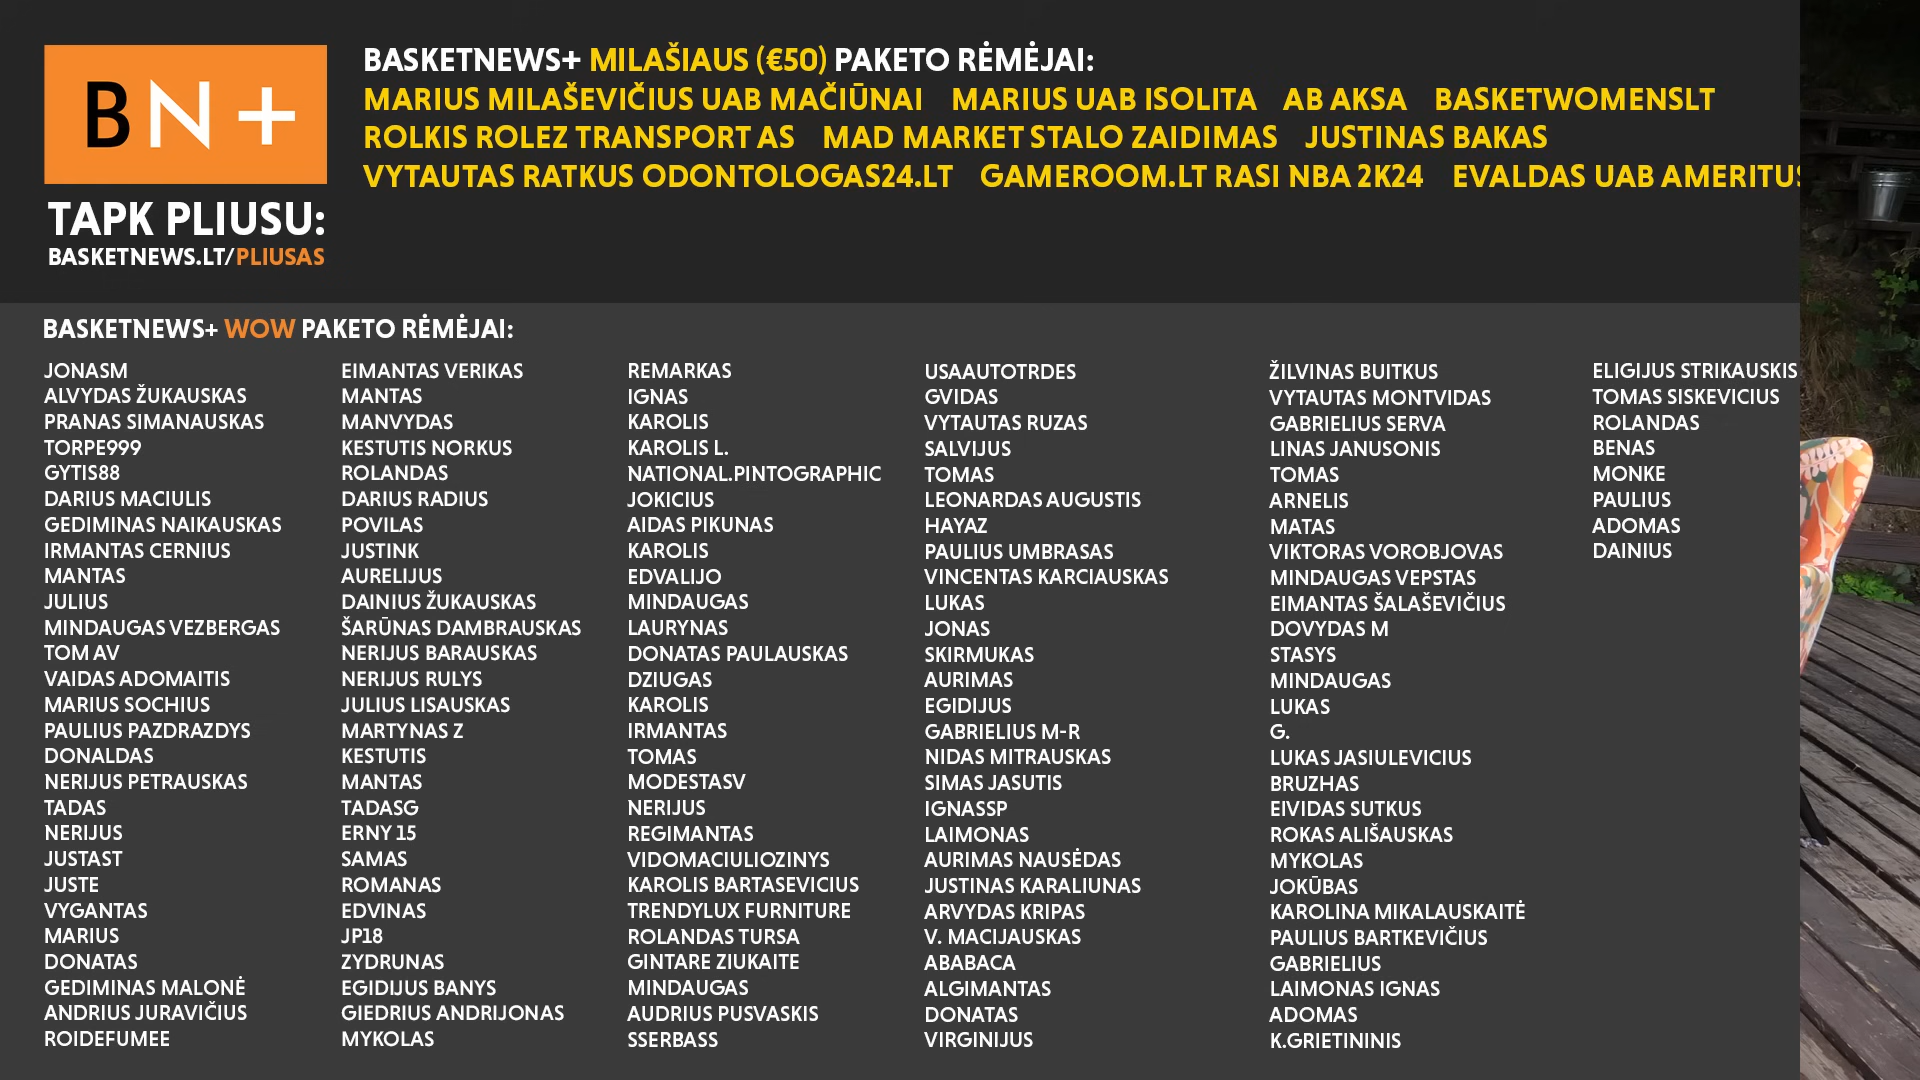 BN+
TAPK PLIUSU:
BASKETNEWS.LT/PLIUSAS
BASKETNEWS+ MILAŠIAUS (€50) PAKETO RĖMĖJAI:
MARIUS MILAŠEVIČIUS UAB MAČIŪNAI MARIUS UAB ISOLITA AB AKSA BASKETWOMENSLT
ROLKIS ROLEZ TRANSPORT AS MAD MARKET STALO ZAIDIMAS JUSTINAS BAKAS
VYTAUTAS RATKUS ODONTOLOGAS24.LT GAMEROOM.LT RASI NBA 2K24 EVALDAS UAB AMERITUS
BASKETNEWS+ WOW PAKETO RĖMĖJAI:
JONASM
ALVYDAS ŽUKAUSKAS
PRANAS SIMANAUSKAS
TORPE999
GYTIS88
DARIUS MACIULIS
GEDIMINAS NAIKAUSKAS
IRMANTAS CERNIUS
MANTAS
JULIUS
MINDAUGAS VEZBERGAS
TOM AV
VAIDAS ADOMAITIS
MARIUS SOCHIUS
PAULIUS PAZDRAZDYS
DONALDAS
NERIJUS PETRAUSKAS
TADAS
NERIJUS
JUSTAST
JUSTE
VYGANTAS
MARIUS
DONATAS
GEDIMINAS MALONĖ
ANDRIUS JURAVIČIUS
ROIDEFUMEE
EIMANTAS VERIKAS
MANTAS
MANVYDAS
KESTUTIS NORKUS
ROLANDAS
DARIUS RADIUS
POVILAS
JUSTINK
AURELIJUS
DAINIUS ŽUKAUSKAS
ŠARŪNAS DAMBRAUSKAS
NERIJUS BARAUSKAS
NERIJUS RULYS
JULIUS LISAUSKAS
MARTYNAS Z
KESTUTIS
MANTAS
TADASG
ERNY 15
SAMAS
ROMANAS
EDVINAS
JP18
ZYDRUNAS
EGIDIJUS BANYS
GIEDRIUS ANDRIJONAS
MYKOLAS
REMARKAS
IGNAS
KAROLIS
KAROLIS L.
NATIONAL.PINTOGRAPHIC
JOKICIUS
AIDAS PIKUNAS
KAROLIS
EDVALIJO
MINDAUGAS
LAURYNAS
DONATAS PAULAUSKAS
DZIUGAS
KAROLIS
IRMANTAS
TOMAS
MODESTASV
NERIJUS
REGIMANTAS
VIDOMACIULIOZINYS
KAROLIS BARTASEVICIUS
TRENDYLUX FURNITURE
ROLANDAS TURSA
GINTARE ZIUKAITE
MINDAUGAS
AUDRIUS PUSVASKIS
SSERBASS
USAAUTOTRDES
GVIDAS
VYTAUTAS RUZAS
SALVIJUS
TOMAS
LEONARDAS AUGUSTIS
HAYAZ
PAULIUS UMBRASAS
VINCENTAS KARCIAUSKAS
LUKAS
JONAS
SKIRMUKAS
AURIMAS
EGIDIJUS
GABRIELIUS M-R
NIDAS MITRAUSKAS
SIMAS JASUTIS
IGNASSP
LAIMONAS
AURIMAS NAUSĖDAS
JUSTINAS KARALIUNAS
ARVYDAS KRIPAS
V. MACIJAUSKAS
ABABACA
ALGIMANTAS
DONATAS
VIRGINIJUS
ŽILVINAS BUITKUS
VYTAUTAS MONTVIDAS
GABRIELIUS SERVA
LINAS JANUSONIS
TOMAS
ARNELIS
MATAS
VIKTORAS VOROBJOVAS
MINDAUGAS VEPSTAS
EIMANTAS ŠALAŠEVIČIUS
DOVYDAS M
STASYS
MINDAUGAS
LUKAS
G.
LUKAS JASIULEVICIUS
BRUZHAS
EIVIDAS SUTKUS
ROKAS ALIŠAUSKAS
MYKOLAS
JOKŪBAS
KAROLINA MIKALAUSKAITĖ
PAULIUS BARTKEVIČIUS
GABRIELIUS
LAIMONAS IGNAS
ADOMAS
K.GRIETININIS
ELIGIJUS STRIKAUSKIS
TOMAS SISKEVICIUS
ROLANDAS
BENAS
MONKE
PAULIUS
ADOMAS
DAINIUS